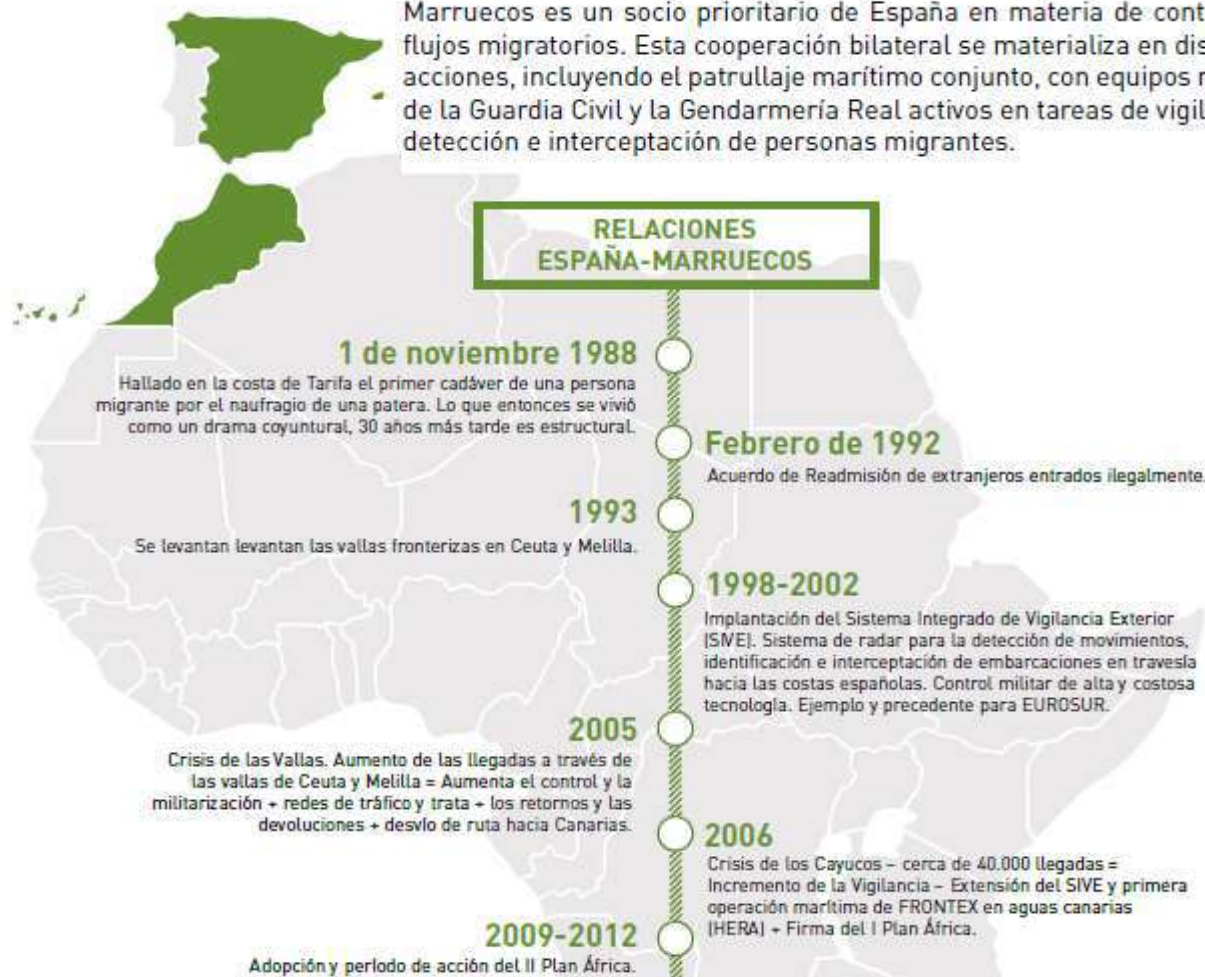 Marruecos es un socio prioritario de España en materia de cont
flujos migratorios. Esta cooperación bilateral se materializa en dis
acciones, incluyendo el patrullaje marítimo conjunto, con equipos
de la Guardia Civil y la Gendarmería Real activos en tareas de vigil
detección e interceptación de personas migrantes.
RELACIONES
ESPAÑA-MARRUECOS
1 de noviembre 1988
Hallado en la costa de Tarifa el primer cadáver de una persona
migrante por el naufragio de una patera. Lo que entonces se vivió
como un drama coyuntural, 30 años más tarde es estructural.
Febrero de 1992
Acuerdo de Readmisión de extranjeros entrados ilegalmente.
1993
Se levantan levantan las vallas fronterizas en Ceuta y Melilla.
1998-2002
Implantación del Sistema Integrado de Vigilancia Exterior
(SIVE). Sistema de radar para la detección de movimientos,
identificación e interceptación de embarcaciones en travesía
hacia las costas españolas. Control militar de alta y costosa
tecnología. Ejemplo y precedente para EUROSUR.
2005
Crisis de las Vallas. Aumento de las llegadas a través de
las vallas de Ceuta y Melilla = Aumenta el control y la
militarización + redes de tráfico y trata + los retornos y las
devoluciones + desvío de ruta hacia Canarias.
2006
Crisis de los Cayucos – cerca de 40.000 llegadas =
Incremento de la Vigilancia – Extensión del SIVE y primera
operación marítima de FRONTEX en aguas canarias
(HERA) + Firma del I Plan África.
2009-2012
Adopción y período de acción del II Plan África.